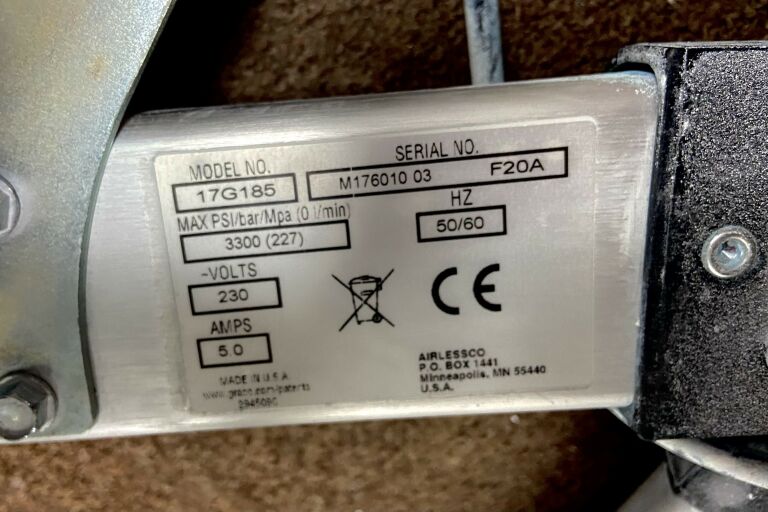 MODEL NO.
SERIAL NO.
17G185
M176010 03 F20A
MAX PSI/bar/Mpa (0 l/min)
HZ
3300 (227)
50/60
~VOLTS
230
CE
AMPS
5.0
AIRLESSCO
P.O. BOX 1441
Minneapolis, MN 55440
U.S.A.
MADE IN U.S.A.
www.graco.com/patents